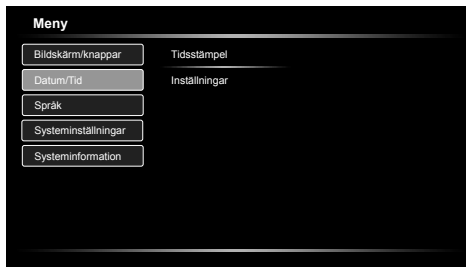 Meny
Bildskärm/knappar
Tidsstämpel
Datum/Tid
Inställningar
Språk
Systeminställningar
Systeminformation